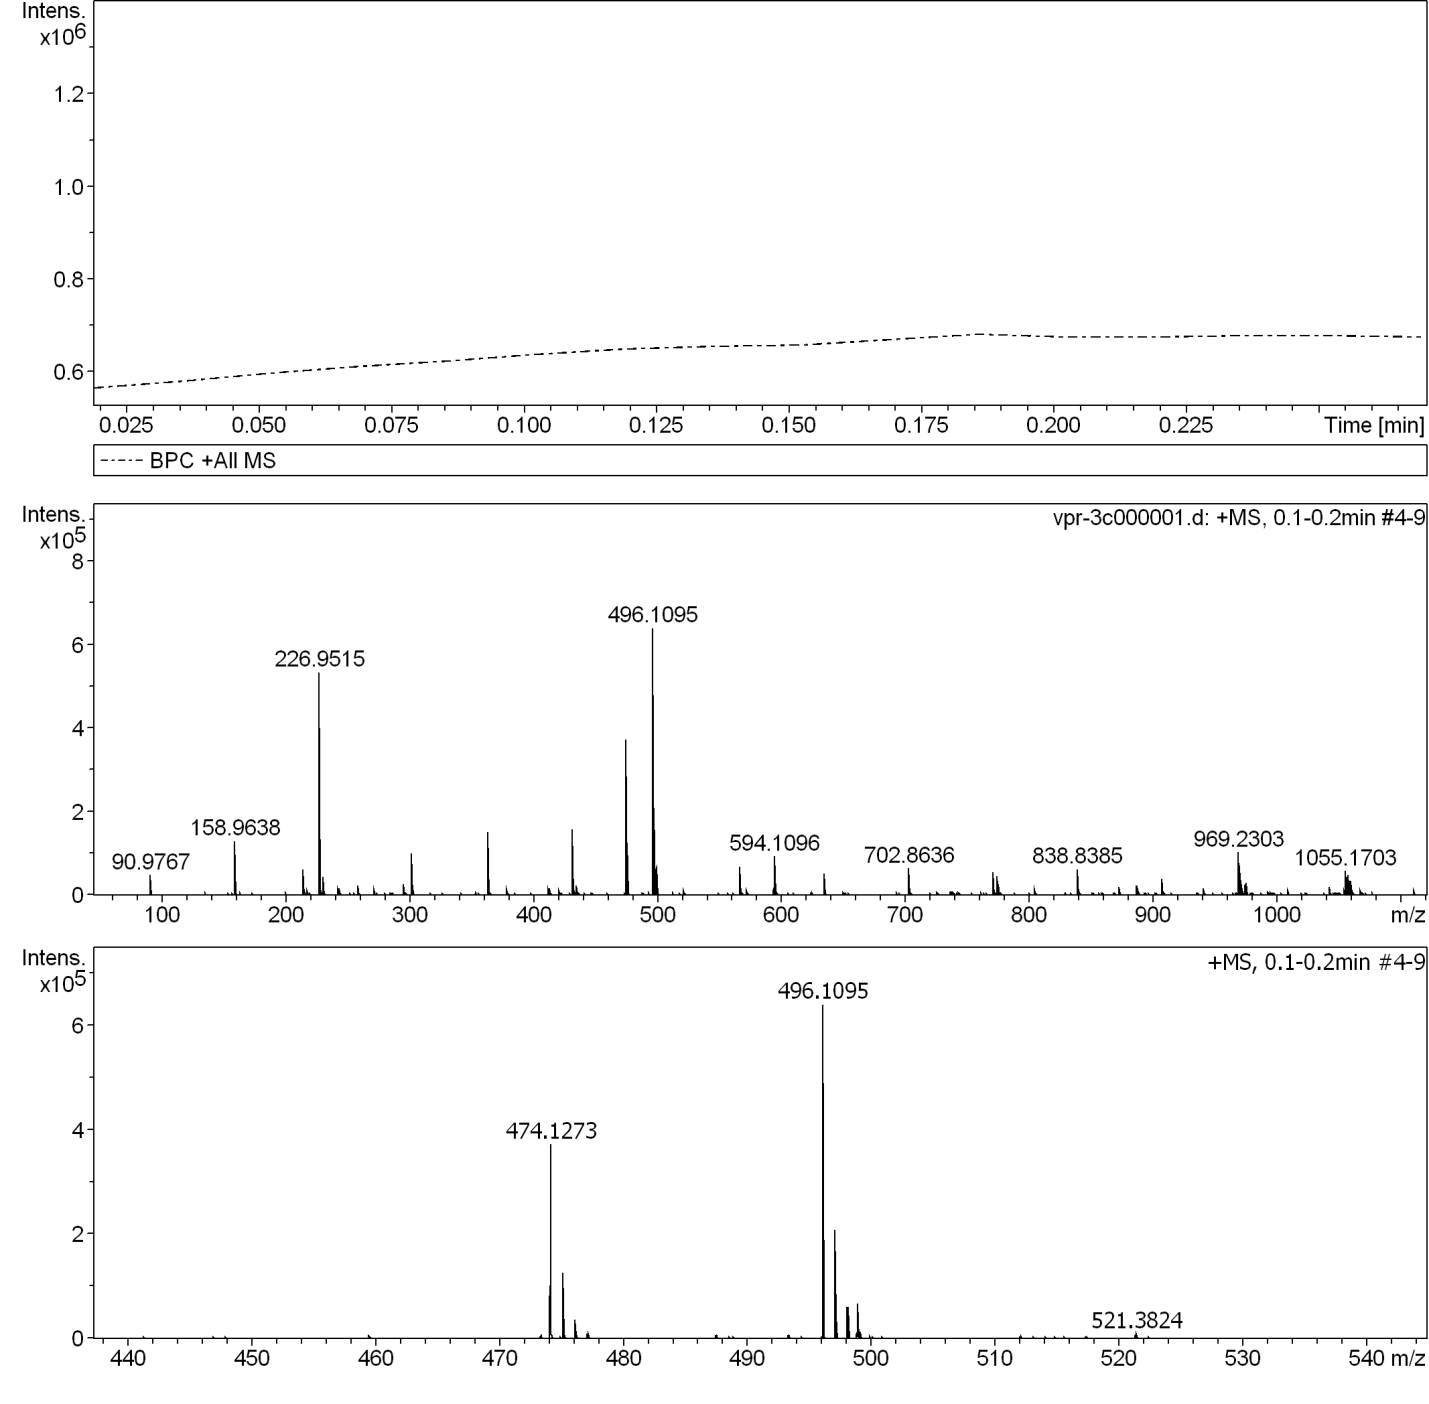 Intens.
x10^6
1.2
1.0
0.8
0.6
0.025 0.050 0.075 0.100 0.125 0.150 0.175 0.200 0.225 Time [min]
BPC +All MS
Intens.
x10^5
vpr-3c000001.d: +MS, 0.1-0.2min #4-9
8
496.1095
6
226.9515
4
2
158.9638
90.9767
594.1096
702.8636
838.8385
969.2303
1055.1703
0
100 200 300 400 500 600 700 800 900 1000 m/z
Intens.
x10^5
+MS, 0.1-0.2min #4-9
496.1095
6
474.1273
4
2
521.3824
0
440 450 460 470 480 490 500 510 520 530 540 m/z